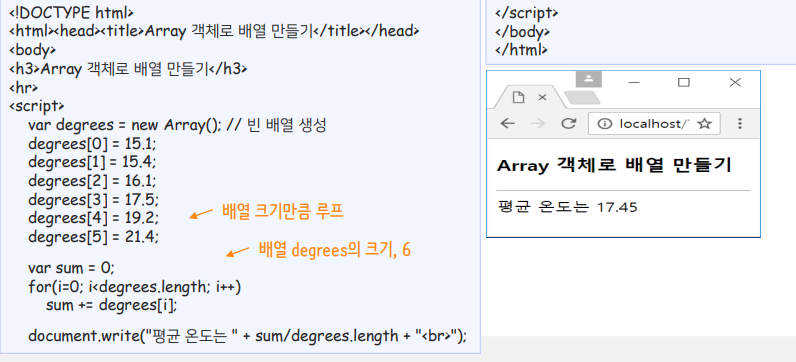 <!DOCTYPE html>
<html><head><title>Array 객체로 배열 만들기</title></head>
<body>
<h3>Array 객체로 배열 만들기</h3>
<hr>
<script>
var degrees = new Array(); // 빈 배열 생성
degrees[0] = 15.1;
degrees[1] = 15.4;
degrees[2] = 16.1;
degrees[3] = 17.5;
degrees[4] = 19.2;
degrees[5] = 21.4;
배열 크기만큼 루프
배열 degrees의 크기, 6
var sum = 0;
for(i=0; i<degrees.length; i++)
sum += degrees[i];
document.write("평균 온도는 " + sum/degrees.length + "<br>");
</script>
</body>
</html>
localhost/
Array 객체로 배열 만들기
평균 온도는 17.45